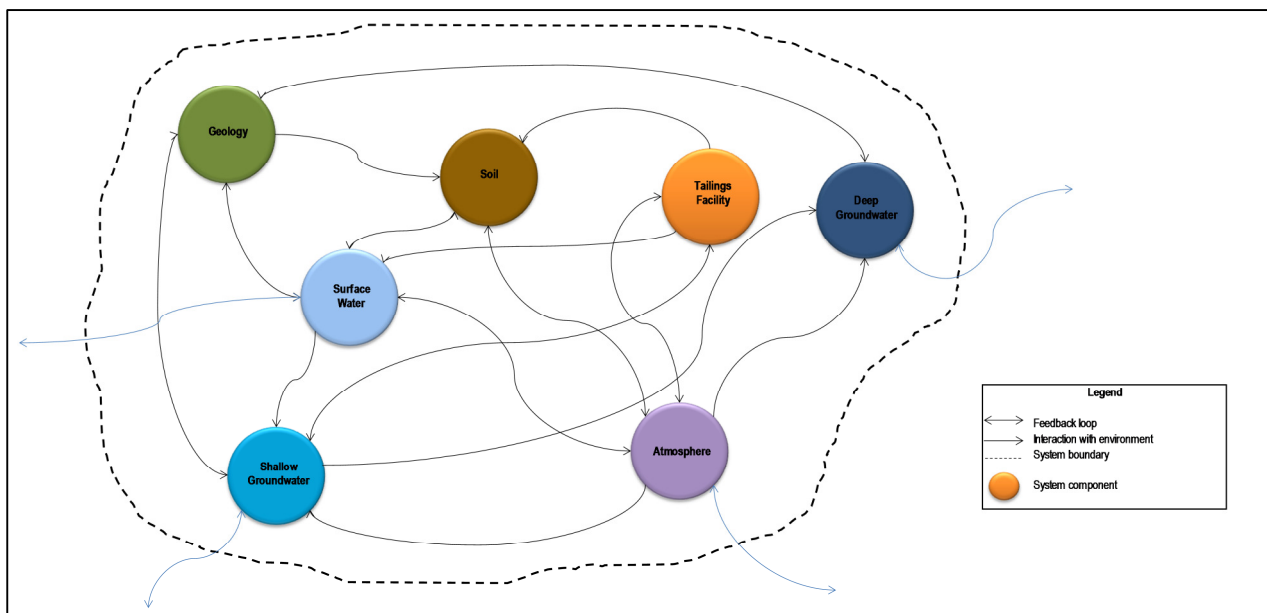 Geology
Soil
Tailings
Facility
Deep
Groundwater
Surface
Water
Shallow
Groundwater
Atmosphere
Legend
Feedback loop
Interaction with environment
System boundary
System component